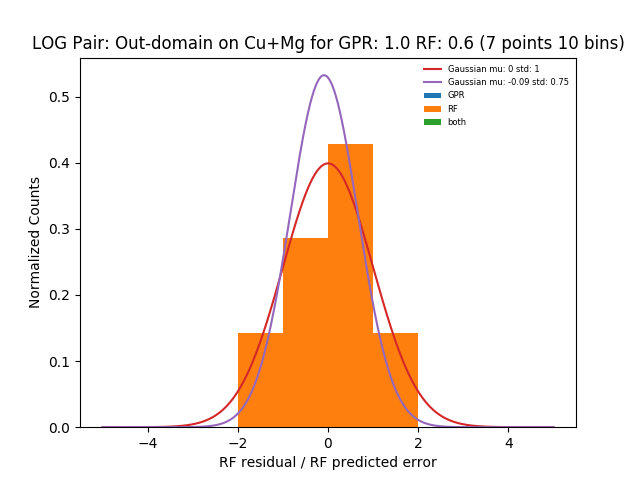 LOG Pair: Out-domain on Cu+Mg for GPR: 1.0 RF: 0.6 (7 points 10 bins)
Gaussian mu: 0 std: 1
Gaussian mu: -0.09 std: 0.75
GPR
RF
both
Normalized Counts
0.5
0.4
0.3
0.2
0.1
0.0
−4
−2
0
2
4
RF residual / RF predicted error